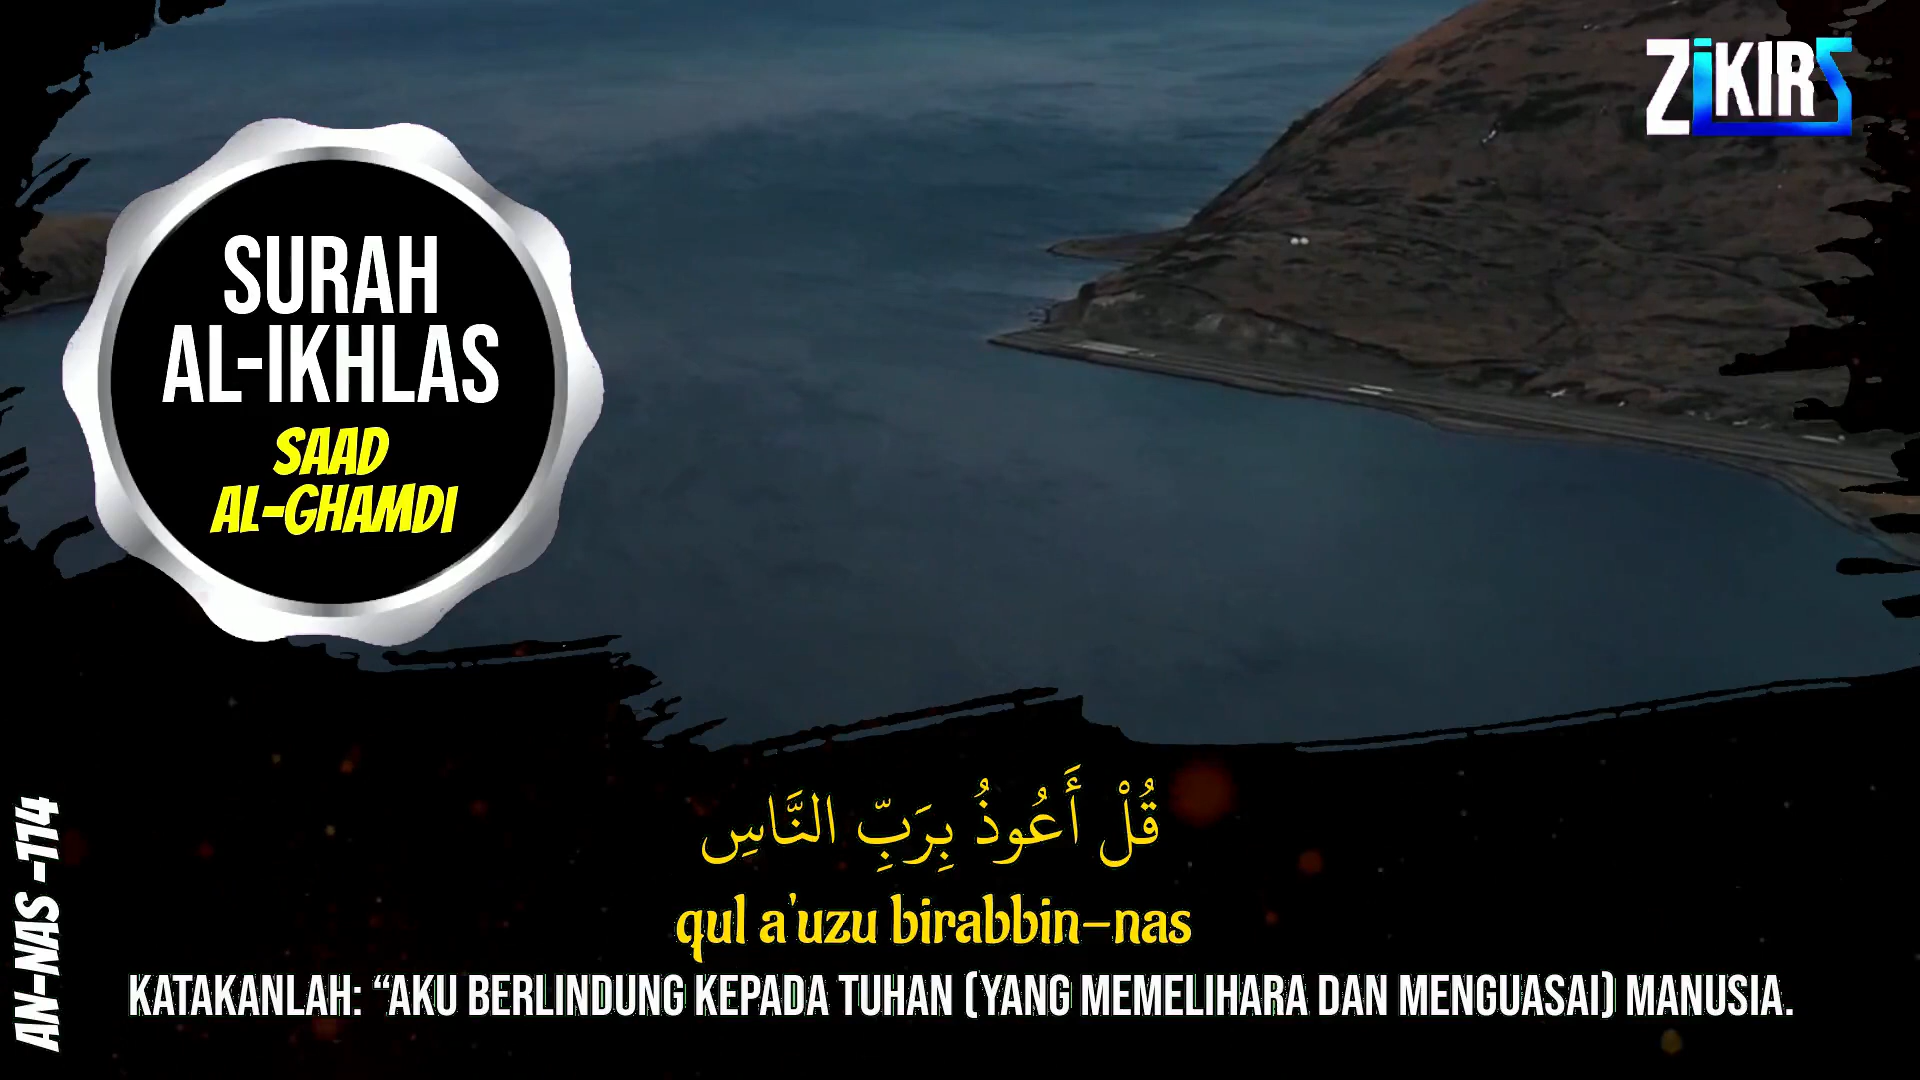 ZiKIRS
SURAH
AL-IKHLAS
SAAD
AL-GHAMDI
قُلْ أَعُوذُ بِرَبِّ النَّاسِ
qul a'uzu birabbin-nas
KATAKANLAH: “AKU BERLINDUNG KEPADA TUHAN (YANG MEMELIHARA DAN MENGUASAI) MANUSIA.
AN-NAS -114